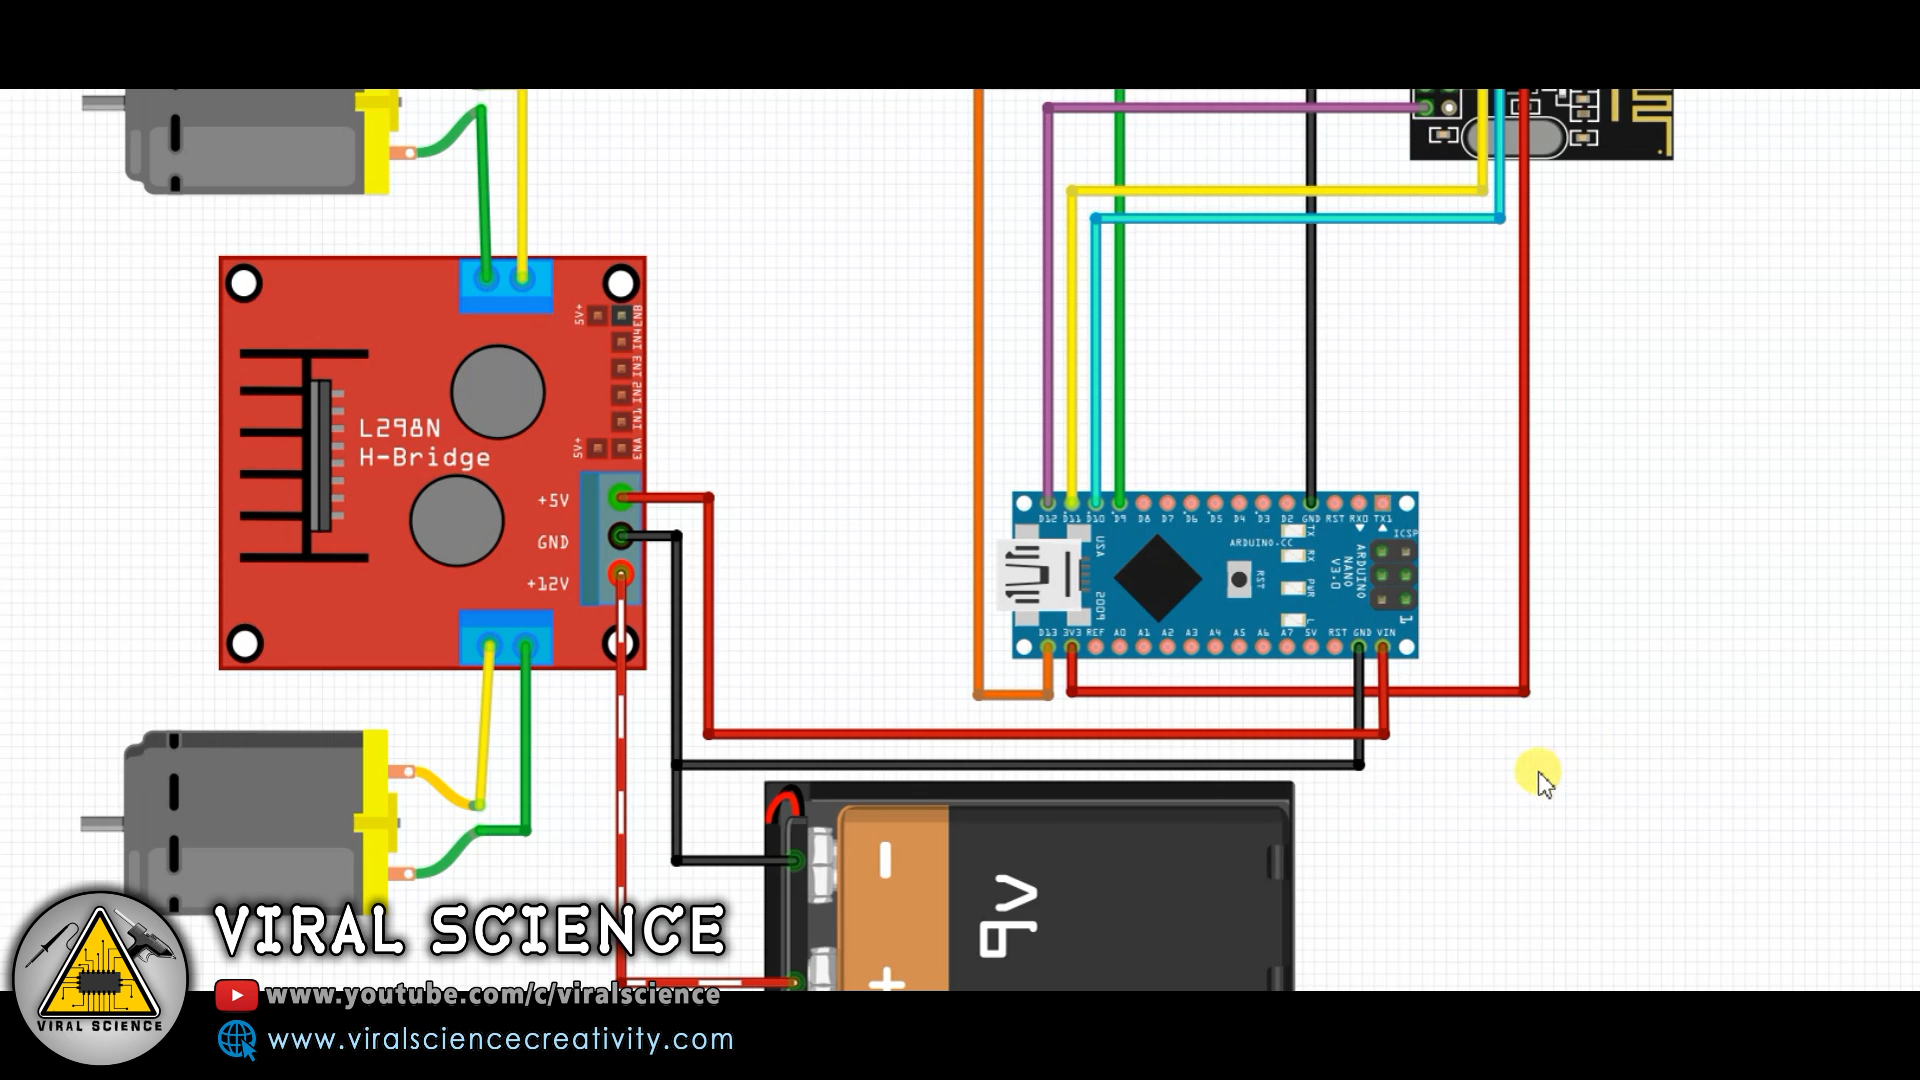 5V+
ENB
IN4
IN3
IN2
IN1
5V+
ENA
L298N
H-Bridge
+5V
GND
+12V
D12 D11 D10 D9 D8 D7 D6 D5 D4 D3 D2 GND RST RX0 TX1
USA
ARDUINO.CC
TX
RX
PWR
L
RST
ARDUINO
NANO
V3.0
ICSP
1
2009
D13 3V3 REF A0 A1 A2 A3 A4 A5 A6 A7 5V RST GND VIN
-
+
9V
VIRAL SCIENCE
VIRAL SCIENCE
www.youtube.com/c/viralscience
www.viralsciencecreativity.com